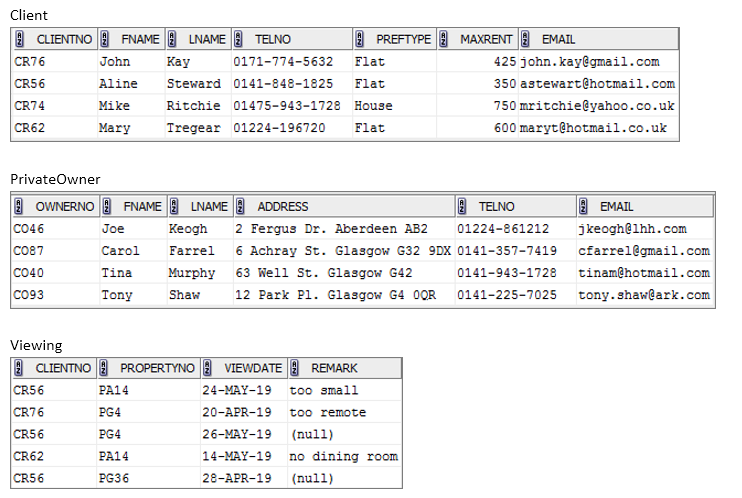 Client
CLIENTNO FNAME LNAME TELNO PREFTYPE MAXRENT EMAIL
CR76 John Kay 0171-774-5632 Flat 425 john.kay@gmail.com
CR56 Aline Steward 0141-848-1825 Flat 350 astewart@hotmail.com
CR74 Mike Ritchie 01475-943-1728 House 750 mritchie@yahoo.co.uk
CR62 Mary Tregear 01224-196720 Flat 600 maryt@hotmail.co.uk
PrivateOwner
OWNERNO FNAME LNAME ADDRESS TELNO EMAIL
CO46 Joe Keogh 2 Fergus Dr. Aberdeen AB2 01224-861212 jkeogh@lhh.com
CO87 Carol Farrel 6 Achray St. Glasgow G32 9DX 0141-357-7419 cfarrel@gmail.com
CO40 Tina Murphy 63 Well St. Glasgow G42 0141-943-1728 tinam@hotmail.com
CO93 Tony Shaw 12 Park Pl. Glasgow G4 0QR 0141-225-7025 tony.shaw@ark.com
Viewing
CLIENTNO PROPERTYNO VIEWDATE REMARK
CR56 PA14 24-MAY-19 too small
CR76 PG4 20-APR-19 too remote
CR56 PG4 26-MAY-19 (null)
CR62 PA14 14-MAY-19 no dining room
CR56 PG36 28-APR-19 (null)